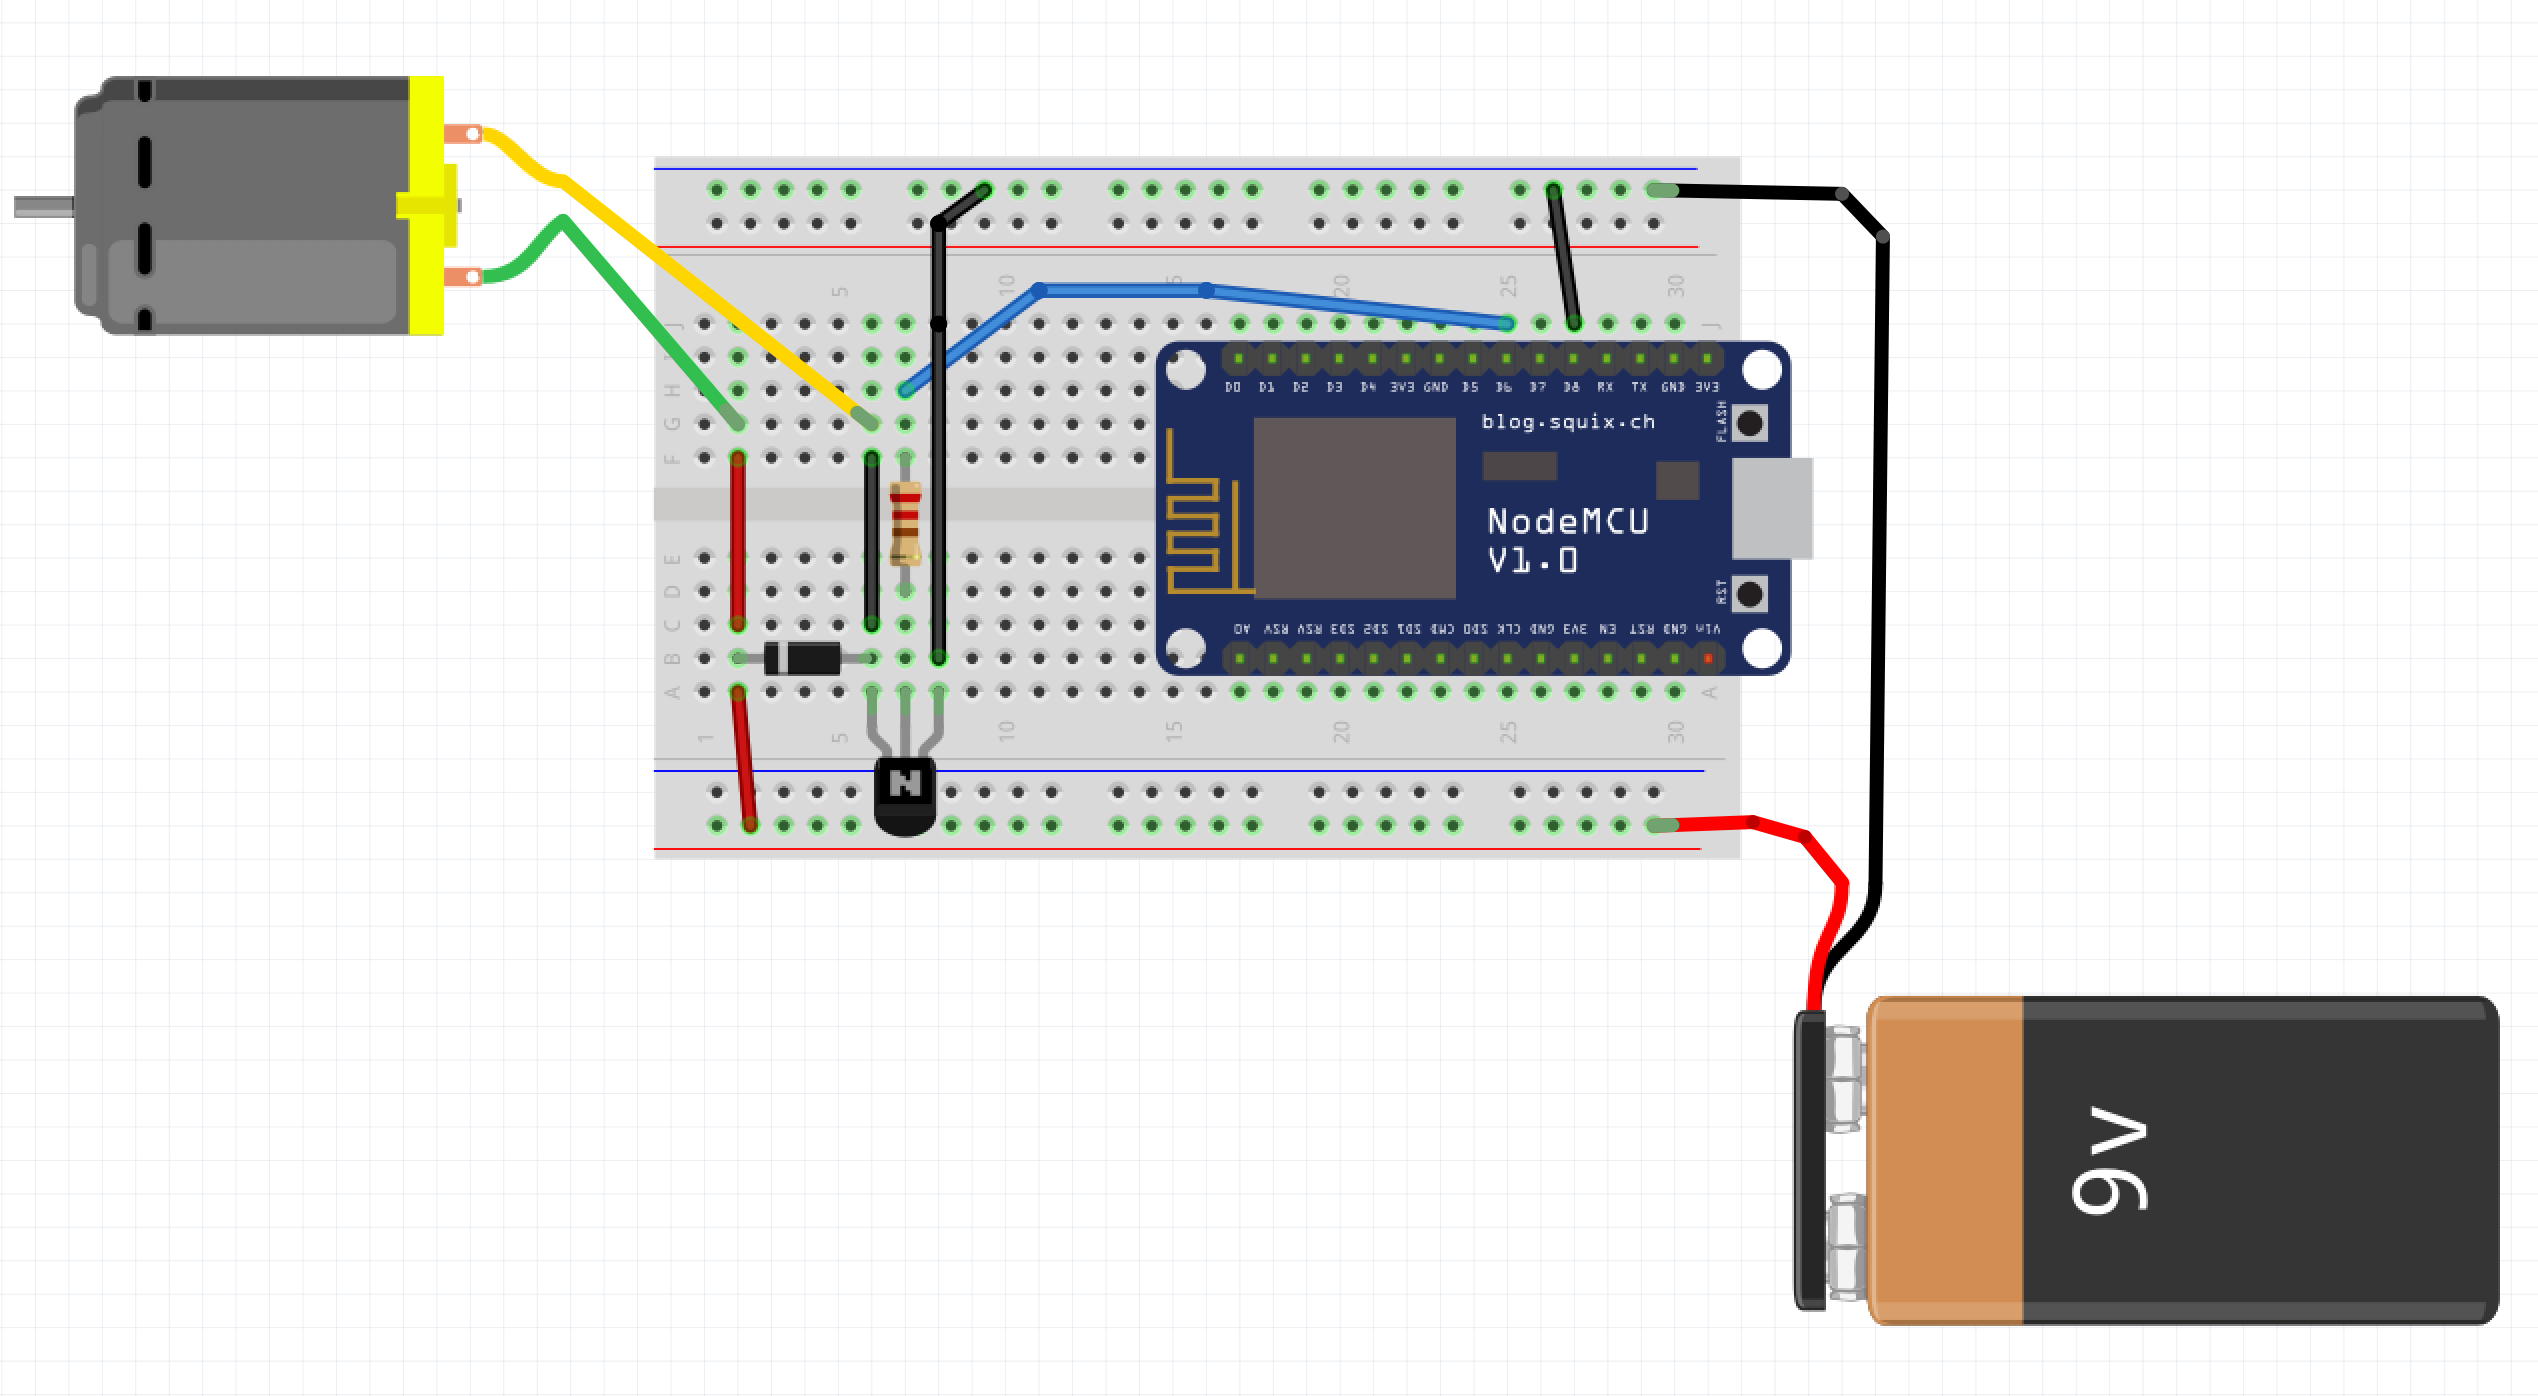 5 10 15 20 25 30
J J
I
H
G
F
D0 D1 D2 D3 D4 3V3 GND D5 D6 D7 D8 RX TX GND 3V3
FLASH
blog.squix.ch
NodeMCU
V1.0
RST
E
D
C
B
A A
A0 RSV RSV SD3 SD2 SD1 CMD SD0 CLK GND 3V3 EN RST GND Vin
1 5 10 15 20 25 30
N
9v